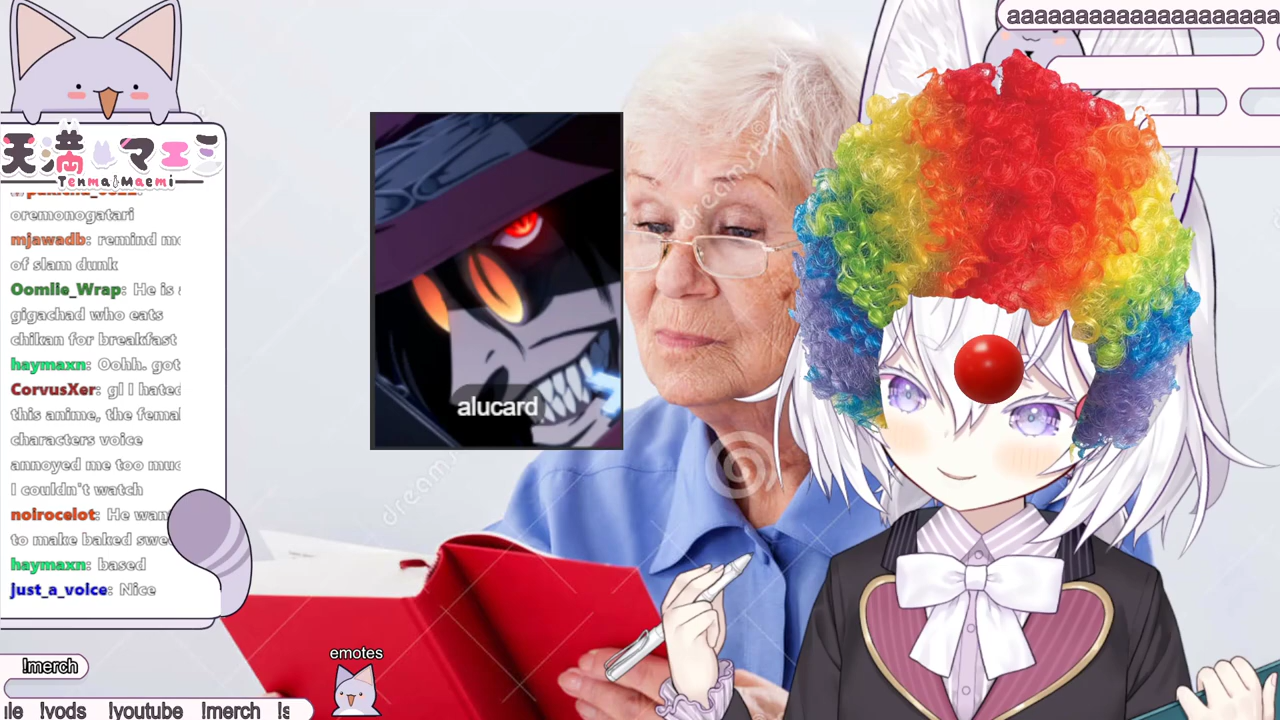 aaaaaaaaaaaaaaaaaaaa
天満マエミ
Tenma Maemi
oremonogatari
mjawadb: remind m
of slam dunk
Oomlie_Wrap: He is
gigachad who eats
chikan for breakfast
haymaxn: Oohh. got
CorvusXer: gl I hated
this anime, the femal
characters voice
annoyed me too muc
I couldn't watch
noirocelot: He wan
to make baked swe
haymaxn: based
just_a_voice: Nice
alucard
dreams
dreams
emotes
!merch
!vods !youtube !merch